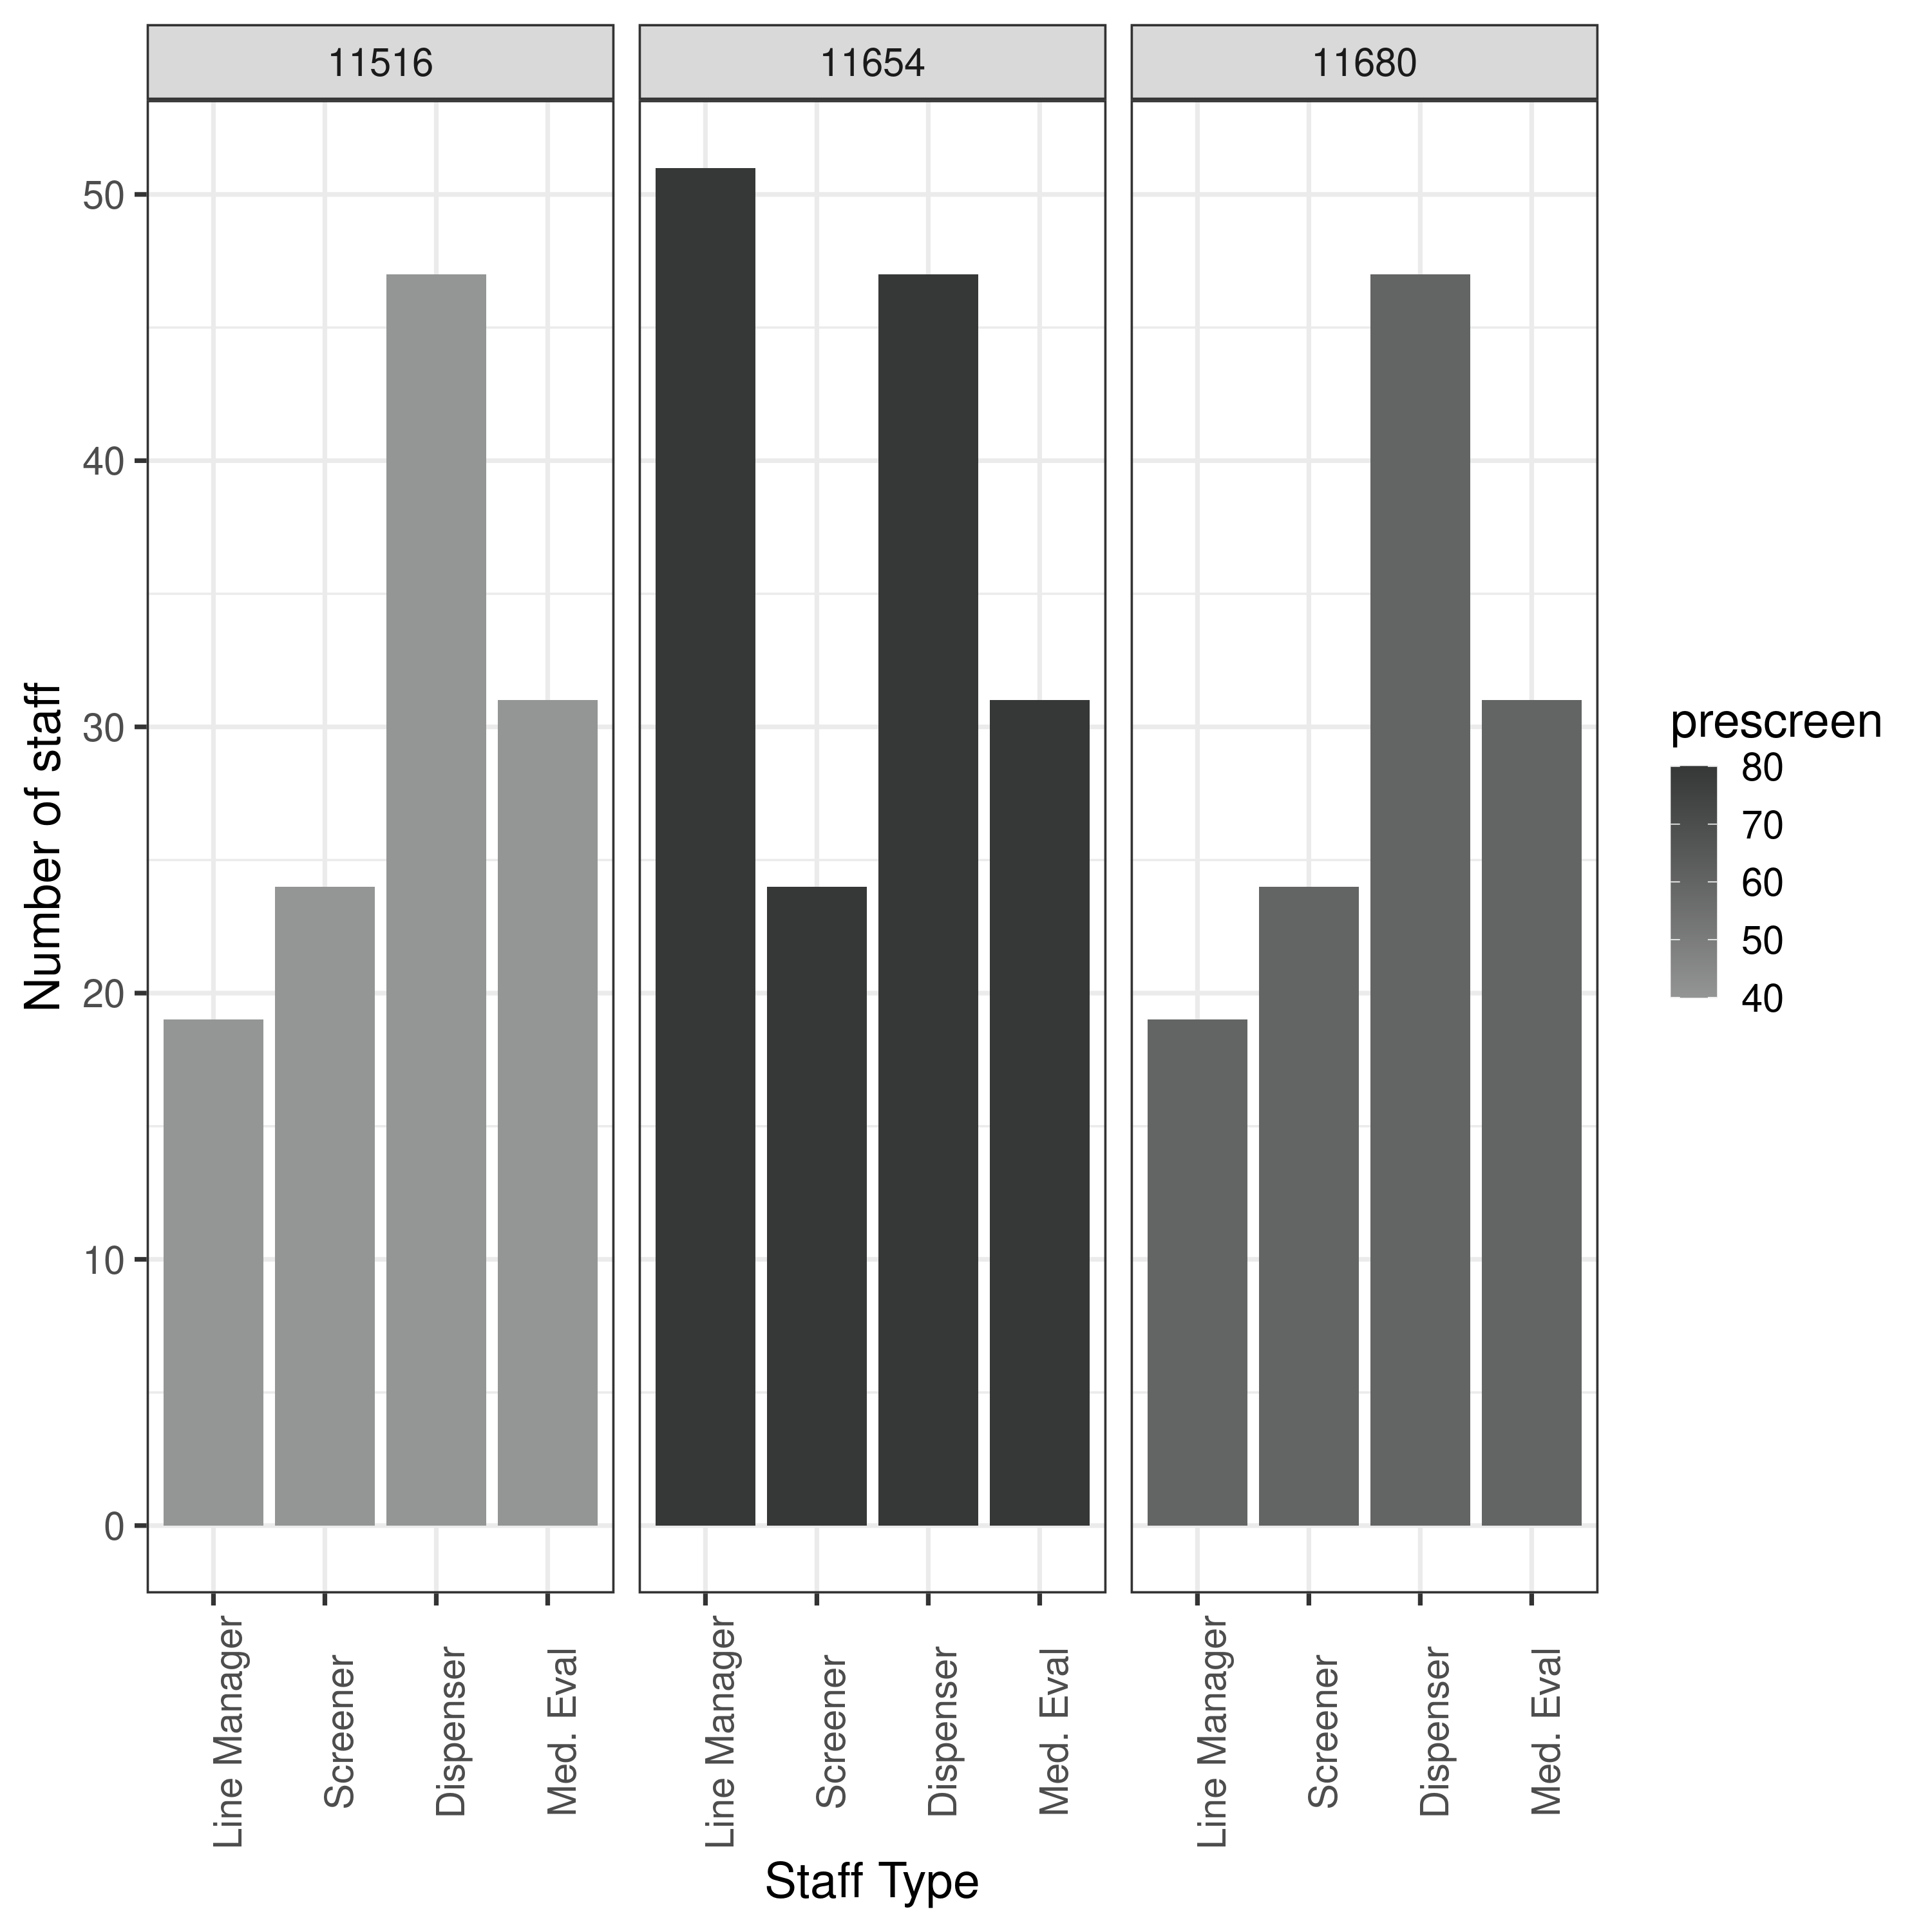 11516 11654 11680
50
40
30
20
10
0
Number of staff
Line Manager Screener Dispenser Med. Eval Line Manager Screener Dispenser Med. Eval Line Manager Screener Dispenser Med. Eval
Staff Type
prescreen
80
70
60
50
40